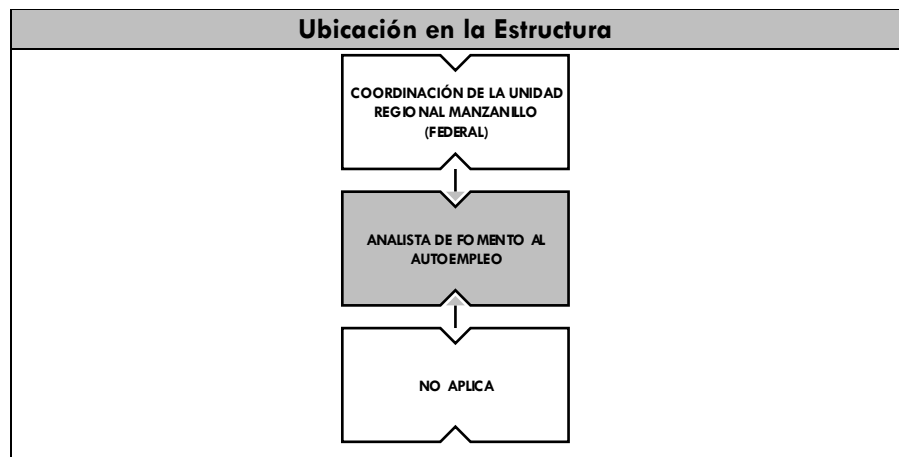 Ubicación en la Estructura
COORDINACIÓN DE LA UNIDAD
REGIONAL MANZANILLO
(FEDERAL)
ANALISTA DE FOMENTO AL
AUTOEMPLEO
NO APLICA